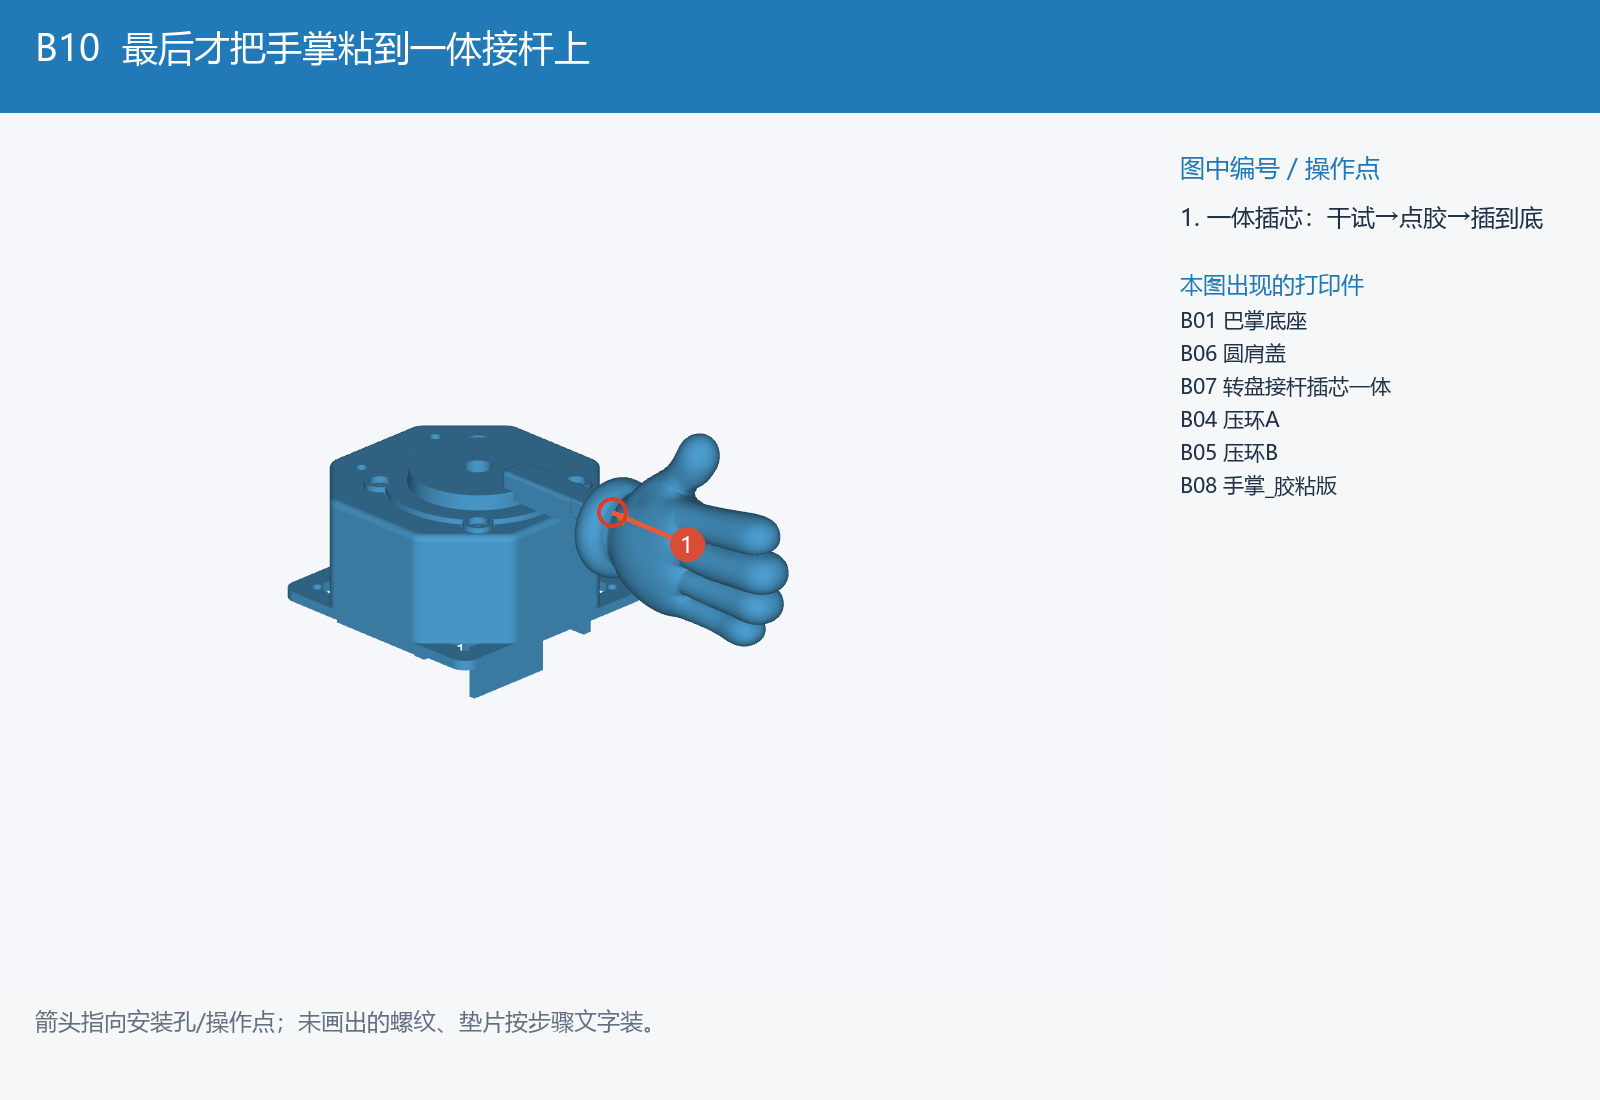 B10 最后才把手掌粘到一体接杆上
图中编号 / 操作点
1. 一体插芯：干试→点胶→插到底
本图出现的打印件
B01 巴掌底座
B06 圆肩盖
B07 转盘接杆插芯一体
B04 压环A
B05 压环B
B08 手掌_胶粘版
1
箭头指向安装孔/操作点；未画出的螺纹、垫片按步骤文字装。